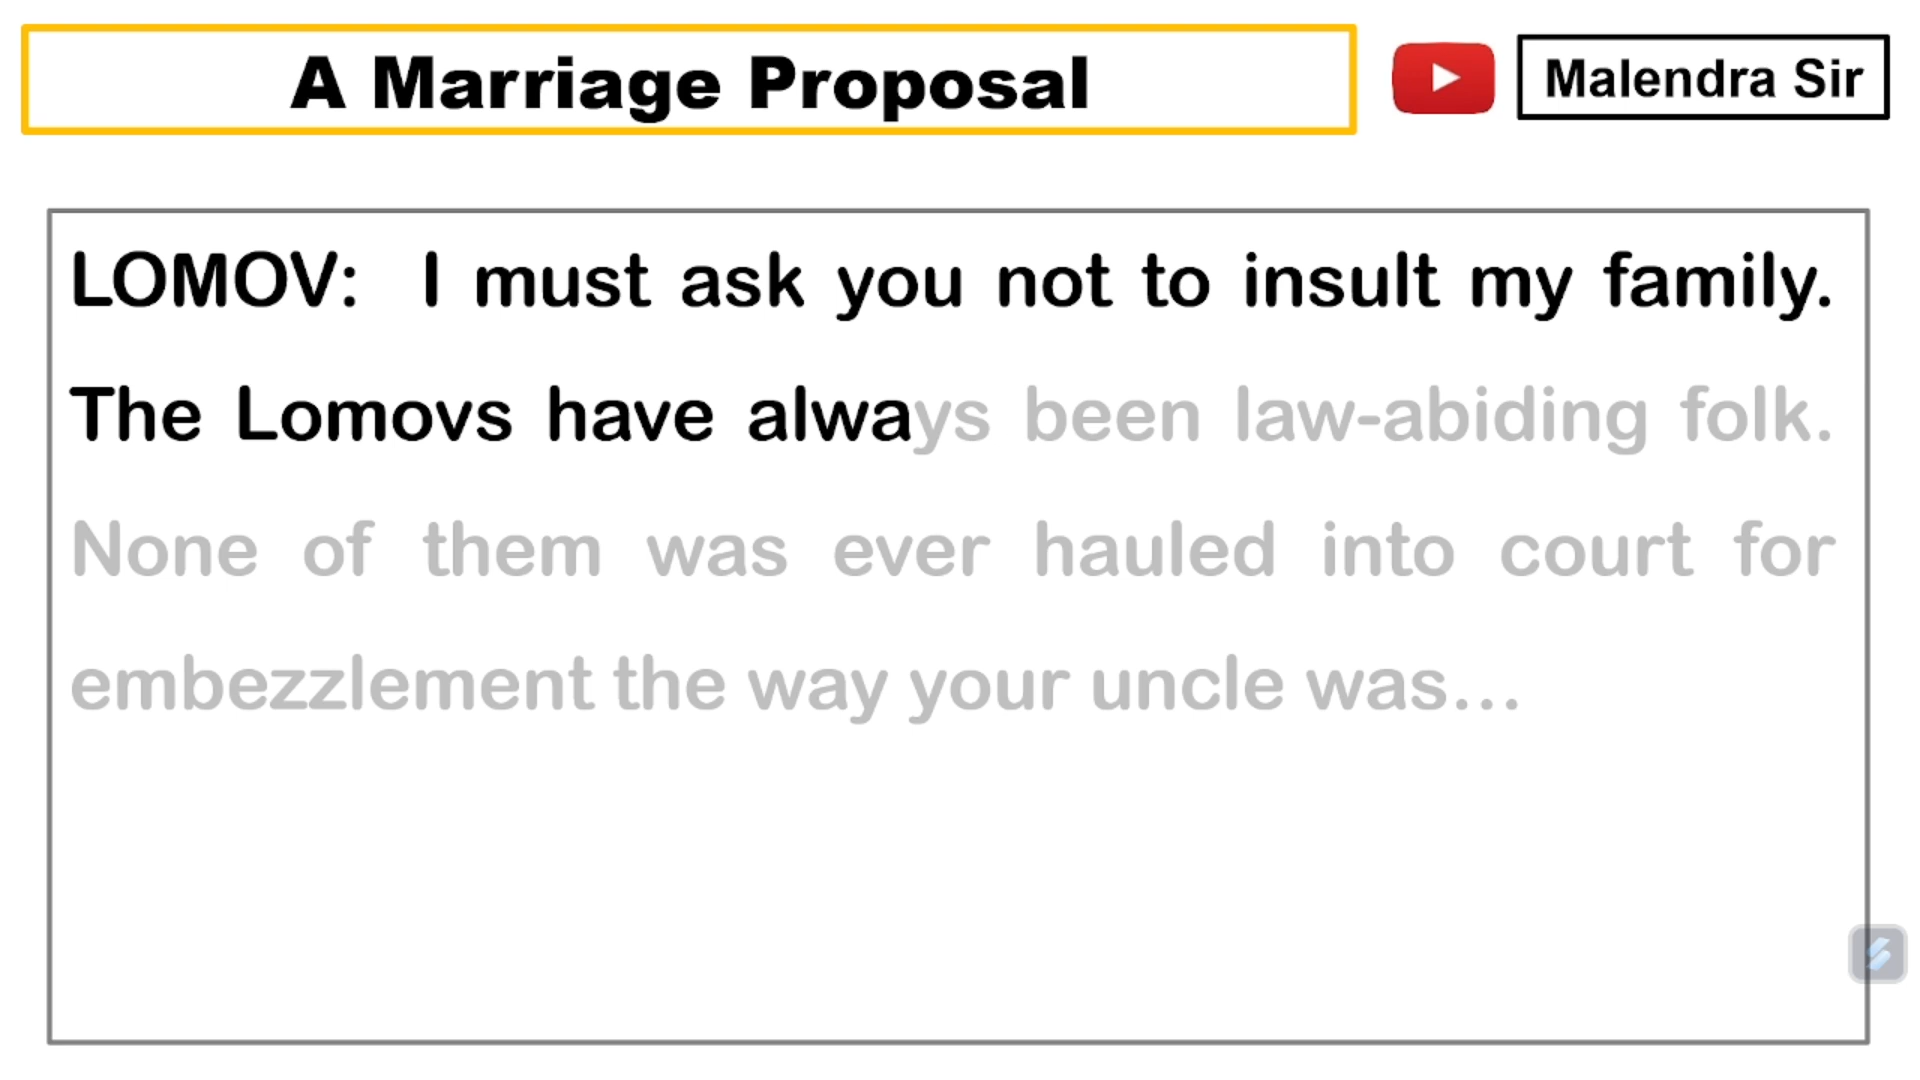 A Marriage Proposal
Malendra Sir
LOMOV: I must ask you not to insult my family.
The Lomovs have always been law-abiding folk.
None of them was ever hauled into court for
embezzlement the way your uncle was...